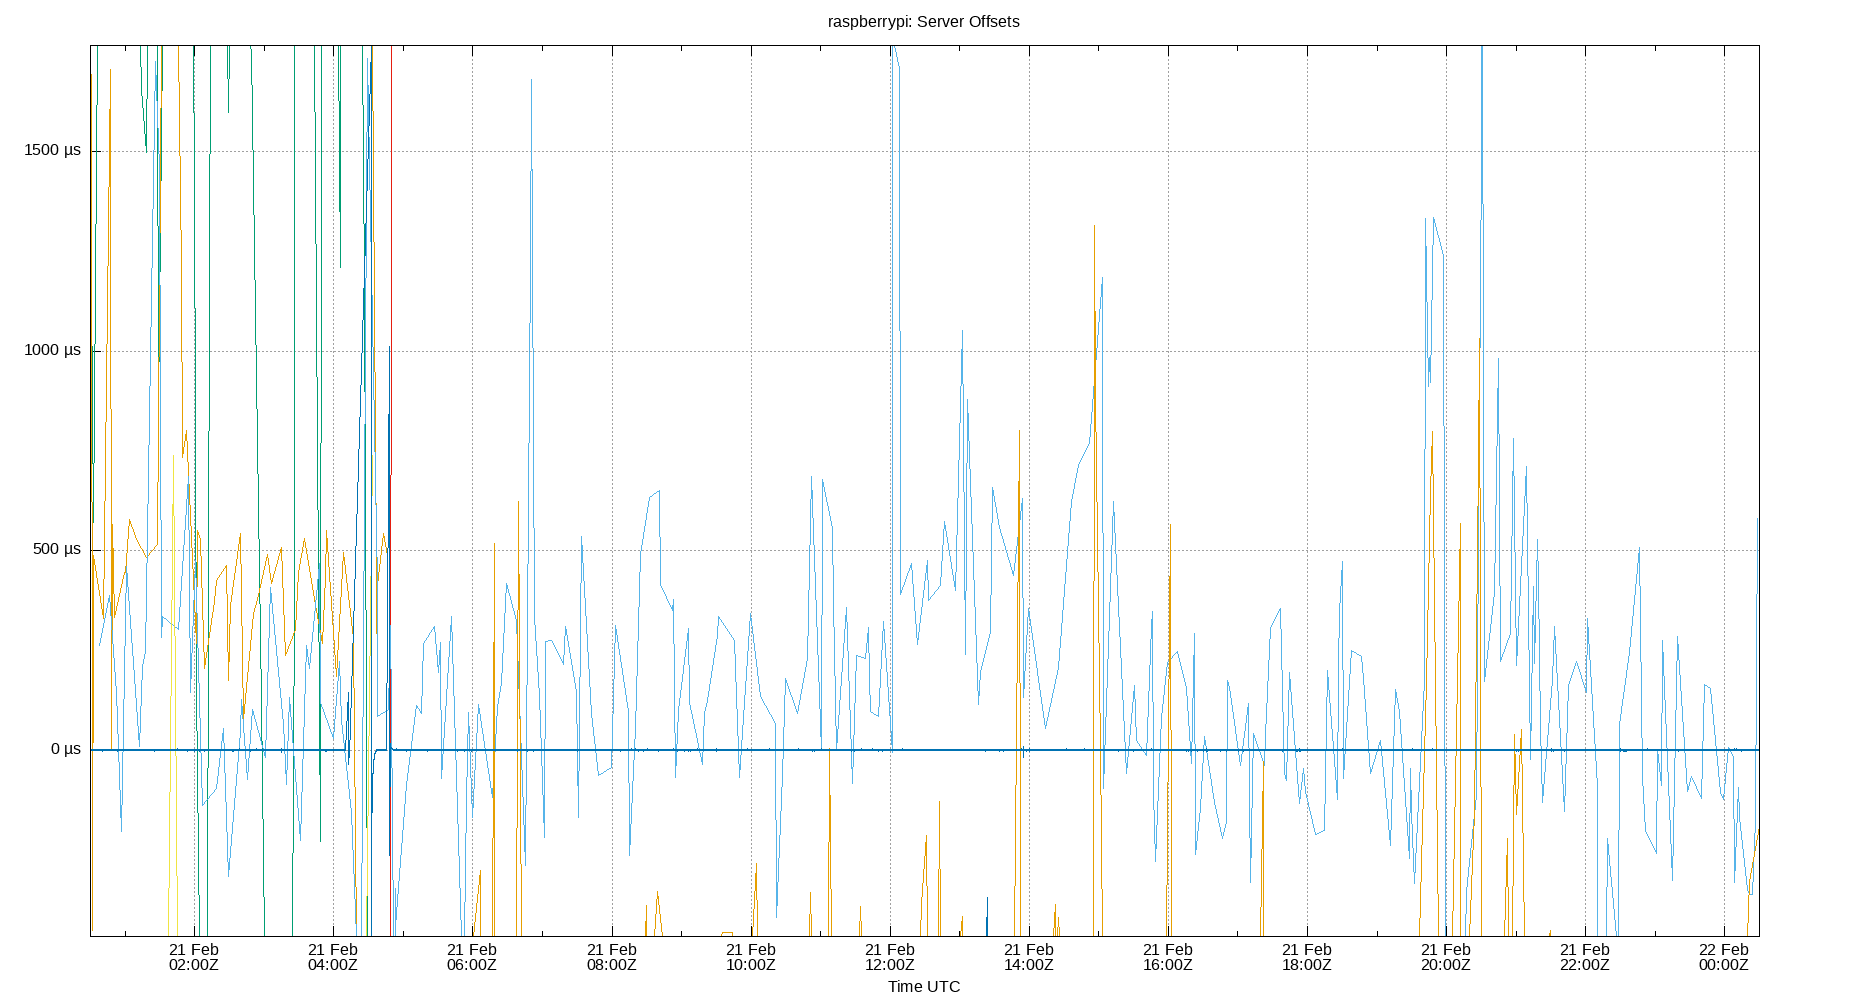 raspberrypi: Server Offsets
1500 µs
1000 µs
500 µs
0 µs
21 Feb 21 Feb 21 Feb 21 Feb 21 Feb 21 Feb 21 Feb 21 Feb 21 Feb 21 Feb 21 Feb 22 Feb
02:00Z 04:00Z 06:00Z 08:00Z 10:00Z 12:00Z 14:00Z 16:00Z 18:00Z 20:00Z 22:00Z 00:00Z
Time UTC